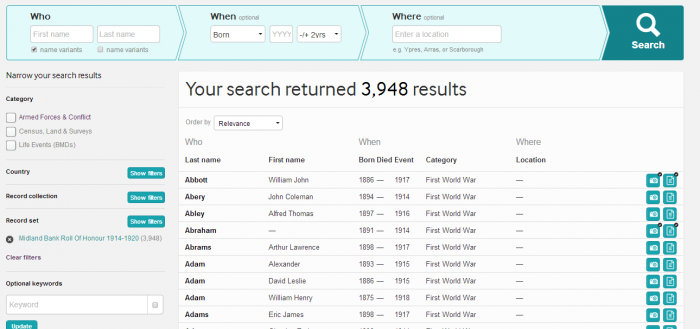 Who
First name
Last name
name variants
name variants
When optional
Born
YYYY
-/+ 2yrs
Where optional
Enter a location
e.g. Ypres, Arras, or Scarborough
Search
Narrow your search results
Category
Armed Forces & Conflict
Census, Land & Surveys
Life Events (BMDs)
Country
Show filters
Record collection
Record set
Show filters
Midland Bank Roll Of Honour 1914-1920 (3,948)
Clear filters
Optional keywords
Keyword
Update
Your search returned 3,948 results
Order by Relevance
Who When Where
Last name First name Born Died Event Category Location
Abbott William John 1886 — 1917 First World War —
Abery John Coleman 1894 — 1914 First World War —
Abley Alfred Thomas 1897 — 1916 First World War —
Abraham — 1891 — 1914 First World War —
Abrams Arthur Lawrence 1898 — 1917 First World War —
Adam Alexander 1893 — 1915 First World War —
Adam David Leslie 1886 — 1915 First World War —
Adam William Henry 1875 — 1918 First World War —
Adams Eric James 1898 — 1917 First World War —